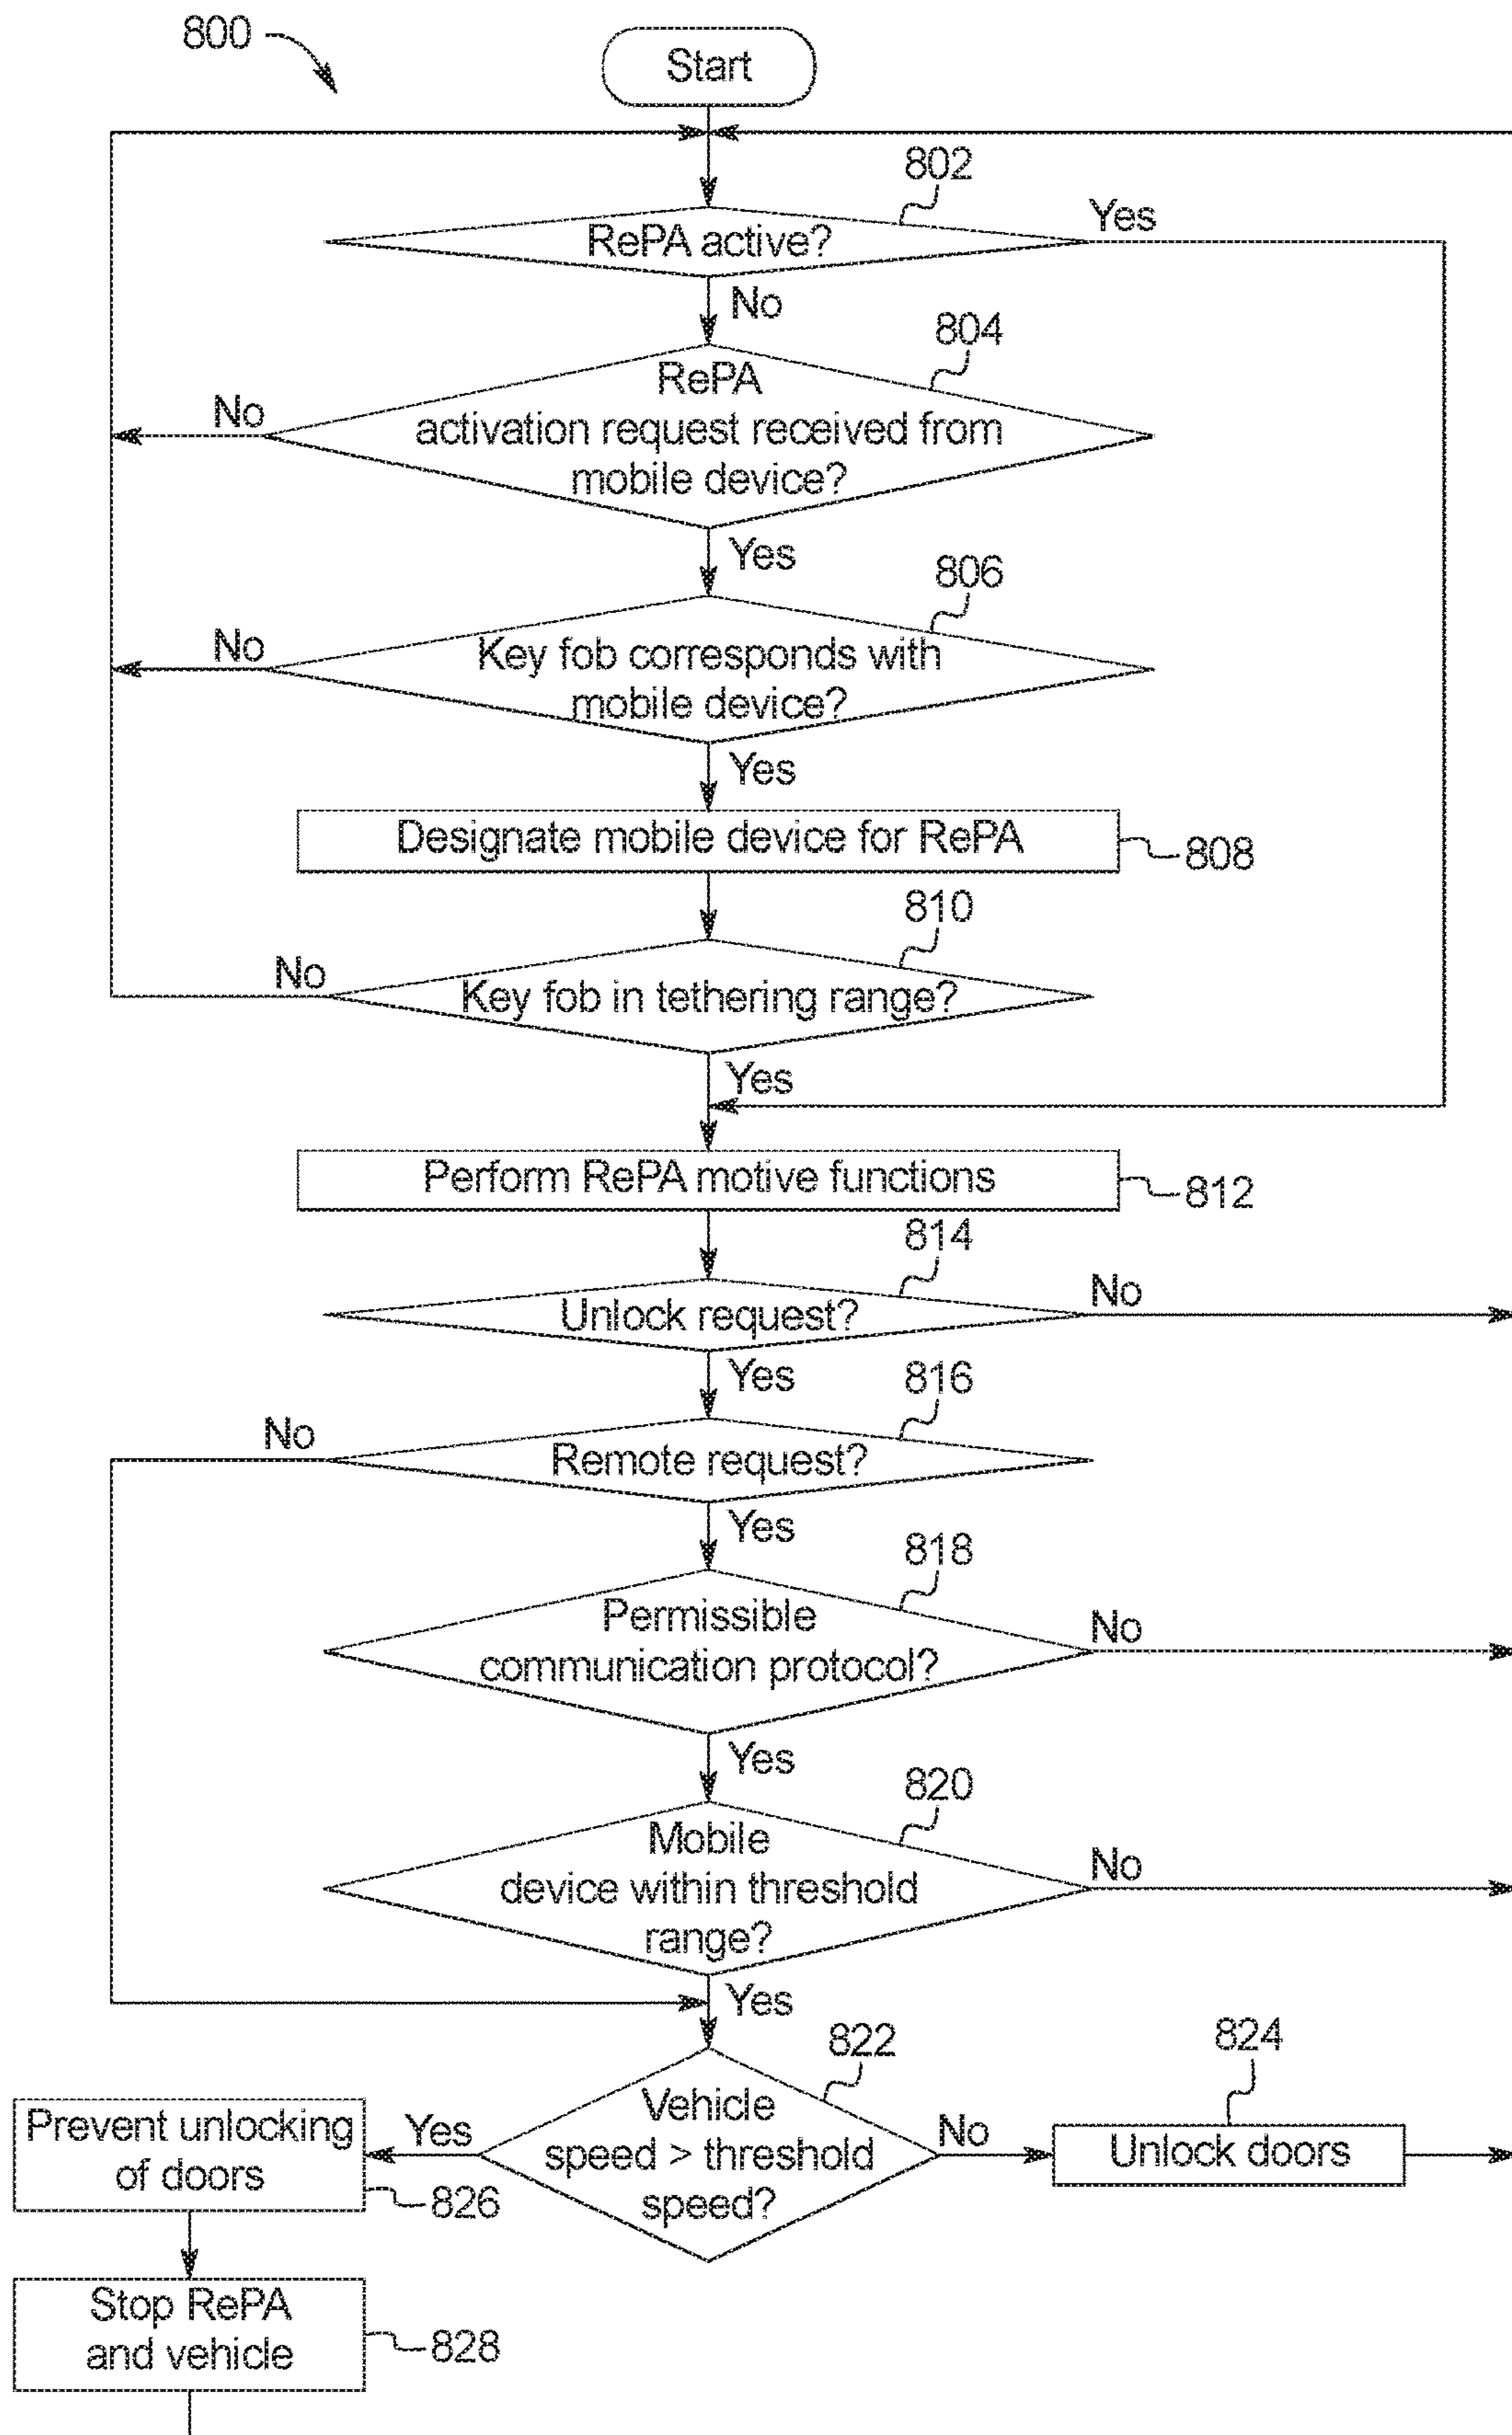 800
Start
802
RePA active?
Yes
No
804
RePA
activation request received from
mobile device?
No
Yes
806
Key fob corresponds with
mobile device?
No
Yes
Designate mobile device for RePA
808
810
Key fob in tethering range?
No
Yes
Perform RePA motive functions
812
814
Unlock request?
No
Yes
816
Remote request?
No
Yes
818
Permissible
communication protocol?
No
Yes
820
Mobile
device within threshold
range?
No
Yes
822
Vehicle
speed > threshold
speed?
Yes
No
824
Unlock doors
Prevent unlocking
of doors
826
Stop RePA
and vehicle
828